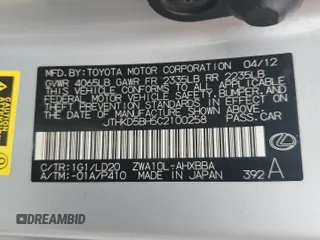 MFD. BY: TOYOTA MOTOR CORPORATION 04/12
GVWR 4065LB GAWR FR 2335LB RR 2235LB
THIS VEHICLE CONFORMS TO ALL APPLICABLE
FEDERAL MOTOR VEHICLE SAFETY,
BUMPER, AND THEFT PREVENTION STANDARDS
IN EFFECT ON THE DATE OF
MANUFACTURE SHOWN ABOVE.
JTHKD5BH5C2100258 PASS. CAR
C/TR:1G1/LD20 ZWA10L-AHXBBA
A/TM:-01A/P410 MADE IN JAPAN 392 A